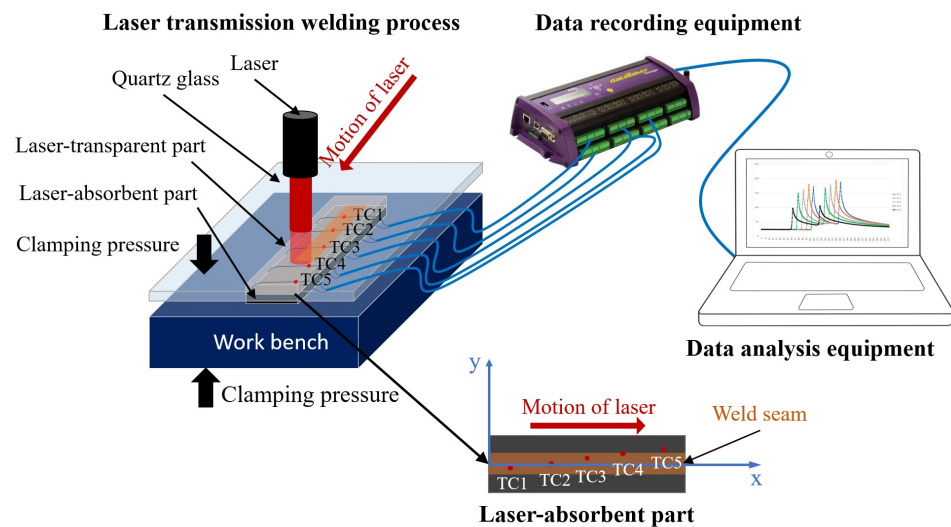 Laser transmission welding process
Data recording equipment
Laser
Quartz glass
Motion of laser
Laser-transparent part
Laser-absorbent part
Clamping pressure
dataTaker
TC1
TC2
TC3
TC4
TC5
Work bench
Clamping pressure
Data analysis equipment
y
Motion of laser
Weld seam
TC1
TC2
TC3
TC4
TC5
x
Laser-absorbent part